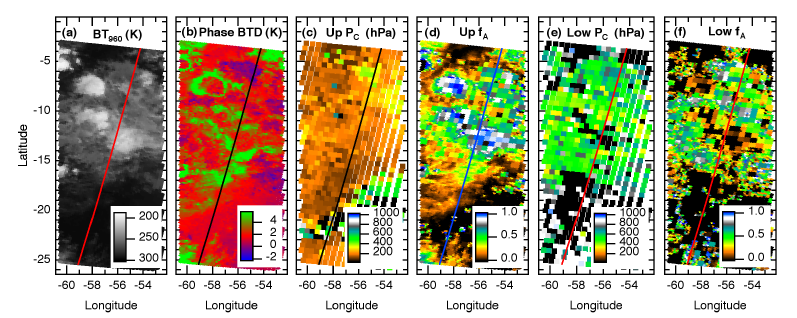 (a) BT960 (K)
(b) Phase BTD (K)
(c) Up PC (hPa)
(d) Up fA
(e) Low PC (hPa)
(f) Low fA
Latitude
-5
-10
-15
-20
-25
200
250
300
4
2
0
-2
1000
800
600
400
200
1.0
0.5
0.0
1000
800
600
400
200
1.0
0.5
0.0
-60 -58 -56 -54
-60 -58 -56 -54
-60 -58 -56 -54
-60 -58 -56 -54
-60 -58 -56 -54
-60 -58 -56 -54
Longitude
Longitude
Longitude
Longitude
Longitude
Longitude